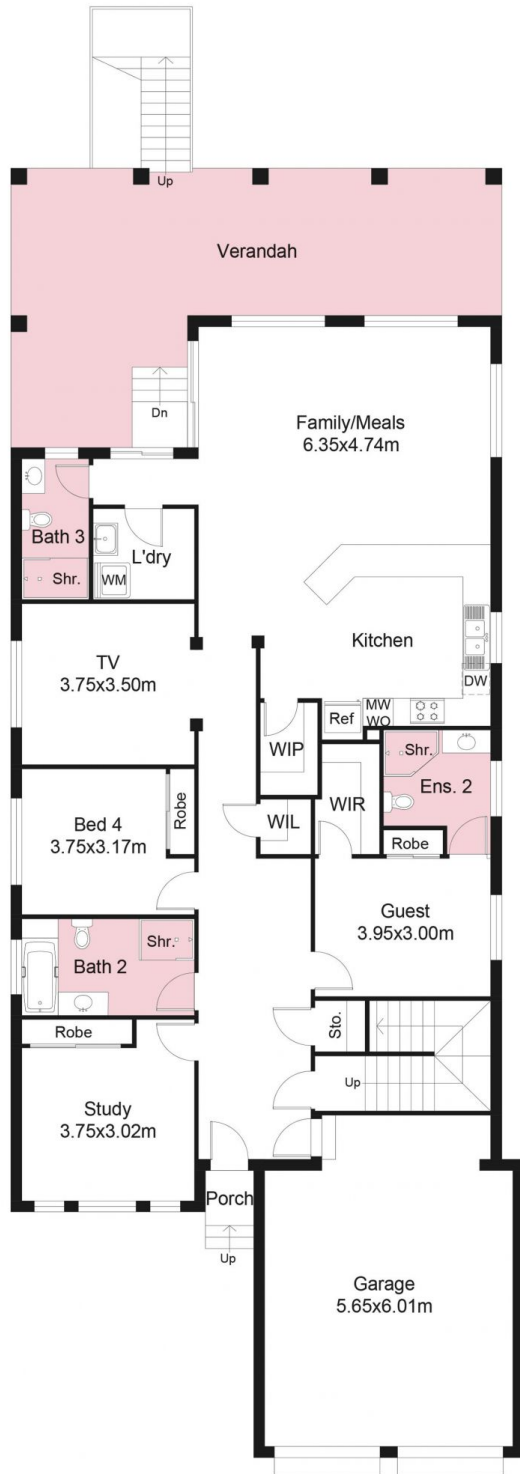 Up
Verandah
Dn
Family/Meals
6.35x4.74m
Bath 3
Shr.
L'dry
WM
Kitchen
DW
TV
3.75x3.50m
MW
WO
Ref
WIP
Shr.
Ens. 2
WIR
Robe
Bed 4
3.75x3.17m
Robe
WIL
Guest
3.95x3.00m
Shr.
Bath 2
Sto.
Robe
Up
Study
3.75x3.02m
Porch
Up
Garage
5.65x6.01m